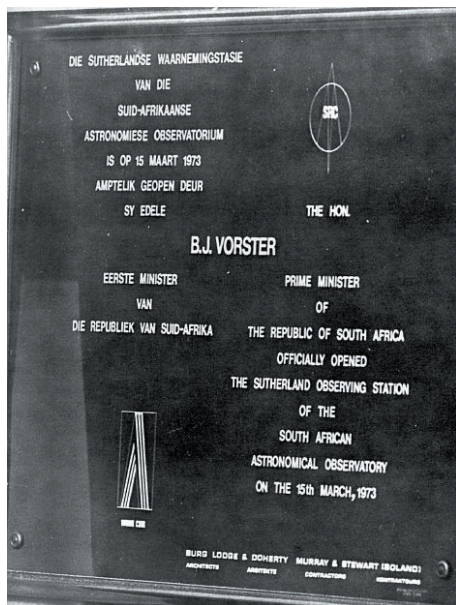 DIE SUTHERLANDSE WAARNEMINGSTASIE
VAN DIE
SUID-AFRIKAANSE
ASTRONOMIESE OBSERVATORIUM
IS OP 15 MAART 1973
AMPTELIK GEOPEN DEUR
SY EDELE
SRC
THE HON.
B.J. VORSTER
EERSTE MINISTER
VAN
DIE REPUBLIEK VAN SUID-AFRIKA
PRIME MINISTER
OF
THE REPUBLIC OF SOUTH AFRICA
OFFICIALLY OPENED
THE SUTHERLAND OBSERVING STATION
OF THE
SOUTH AFRICAN
ASTRONOMICAL OBSERVATORY
ON THE 15th MARCH, 1973
BURG LODGE & DOHERTY MURRAY & STEWART (BOLAND)
ARCHITECTS ARGITEKTE CONTRACTORS KONTRAKTEURS